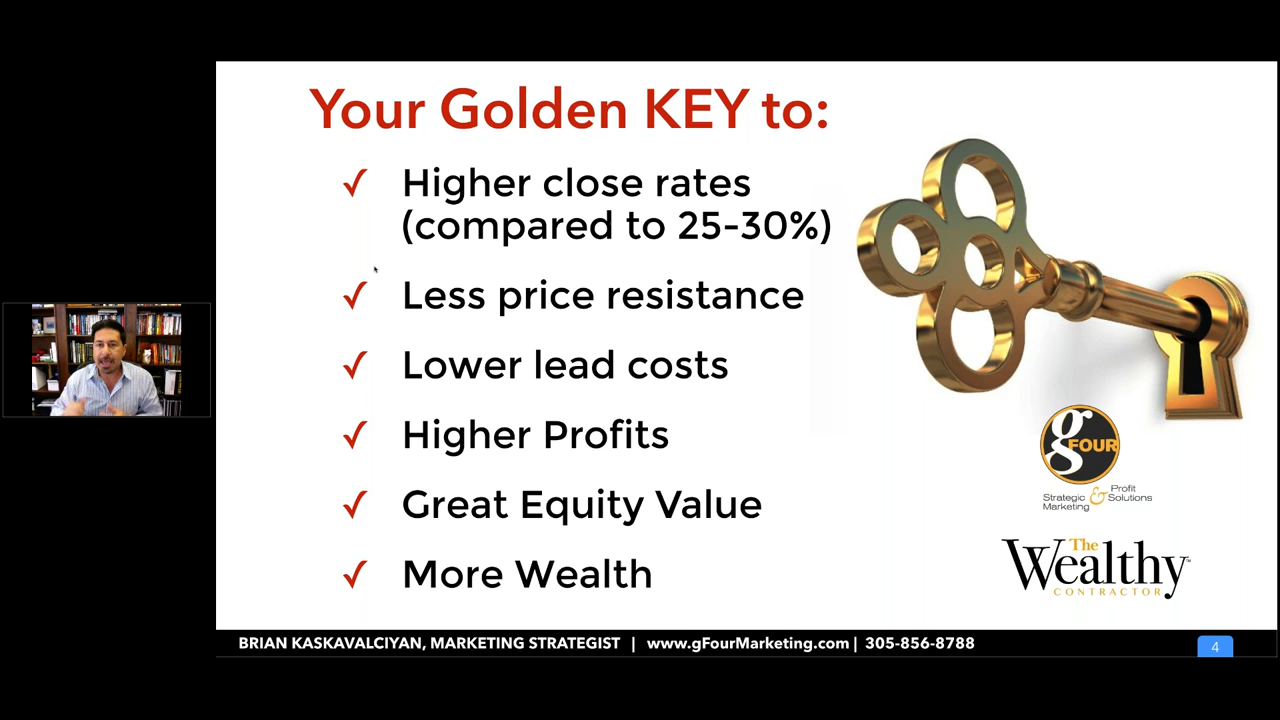 Your Golden KEY to:
✓ Higher close rates
(compared to 25-30%)
✓ Less price resistance
✓ Lower lead costs
✓ Higher Profits
✓ Great Equity Value
✓ More Wealth
gFOUR
Strategic Marketing & Profit Solutions
The
Wealthy™
CONTRACTOR
BRIAN KASKAVALCIYAN, MARKETING STRATEGIST | www.gFourMarketing.com | 305-856-8788
4